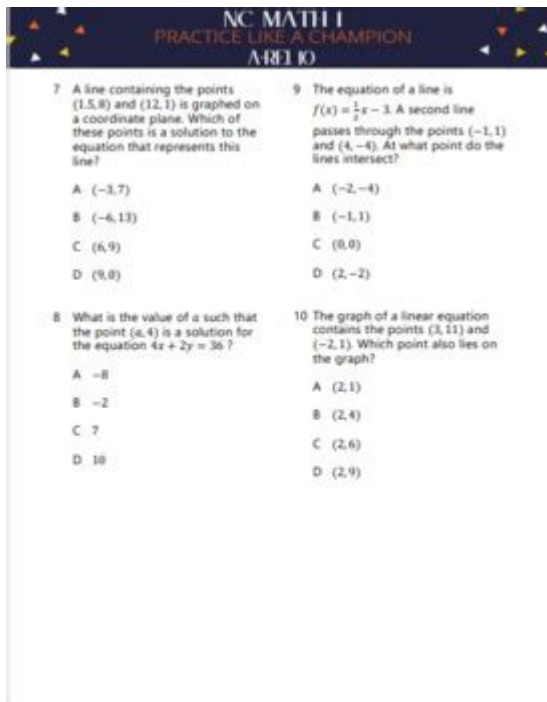 NC MATH 1
PRACTICE LIKE A CHAMPION
A-REI 10
7 A line containing the points
(1.5,8) and (12,1) is graphed on
a coordinate plane. Which of
these points is a solution to the
equation that represents this
line?
A (−3,7)
B (−6,13)
C (6,9)
D (9,0)
8 What is the value of a such that
the point (a,4) is a solution for
the equation 4x + 2y = 36 ?
A −8
B −2
C 7
D 10
9 The equation of a line is
f(x) = 1/2 x − 3. A second line
passes through the points (−1,1)
and (4,−4). At what point do the
lines intersect?
A (−2,−4)
B (−1,1)
C (0,0)
D (2,−2)
10 The graph of a linear equation
contains the points (3,11) and
(−2,1). Which point also lies on
the graph?
A (2,1)
B (2,4)
C (2,6)
D (2,9)